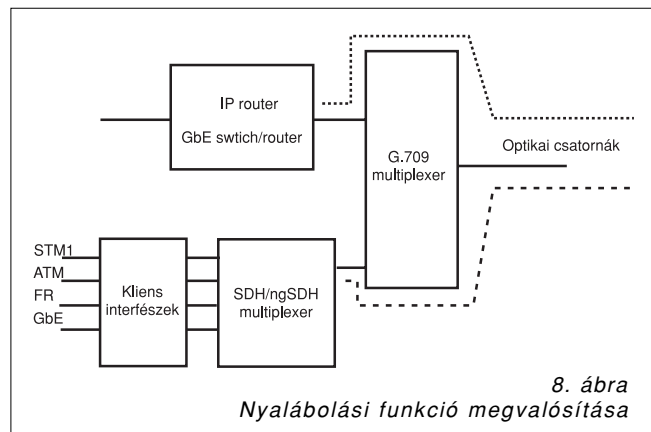 IP router
GbE swtich/router
G.709
multiplexer
Optikai csatornák
STM1
ATM
FR
GbE
Kliens
interfészek
SDH/ngSDH
multiplexer
8. ábra
Nyalábolási funkció megvalósítása